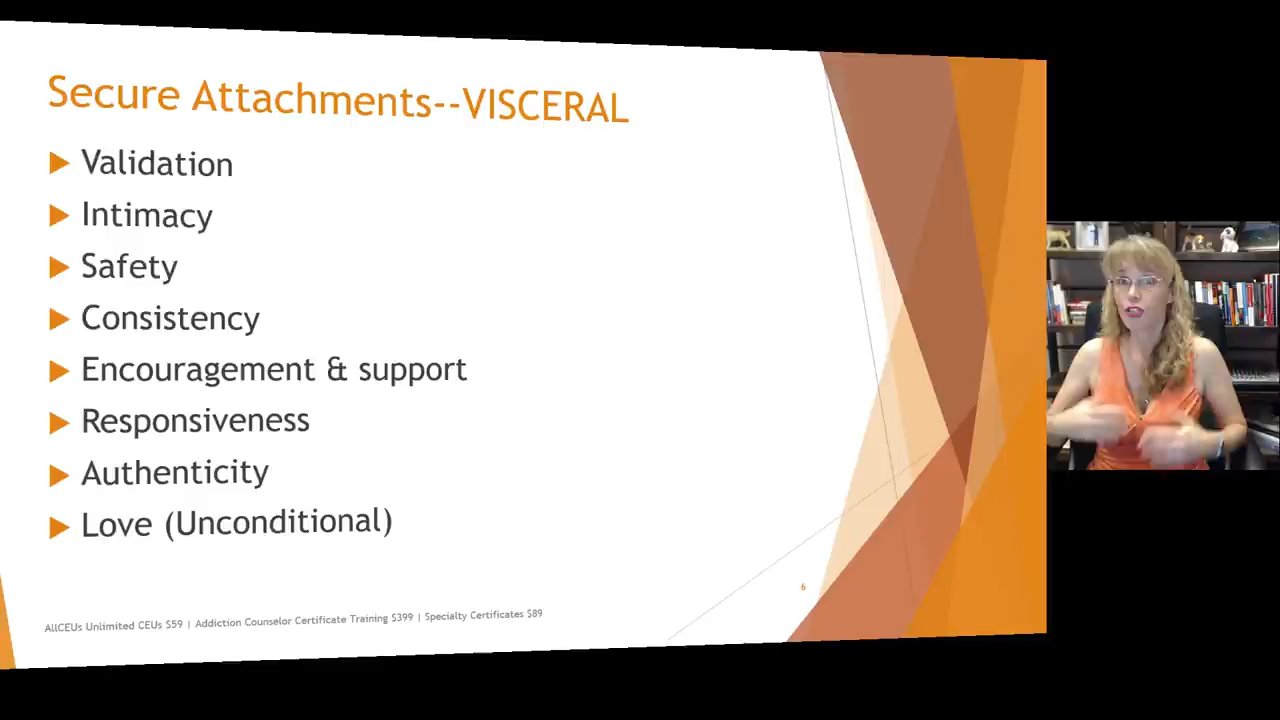 Secure Attachments--VISCERAL
Validation
Intimacy
Safety
Consistency
Encouragement & support
Responsiveness
Authenticity
Love (Unconditional)
6
AllCEUs Unlimited CEUs $59 | Addiction Counselor Certificate Training $399 | Specialty Certificates $89